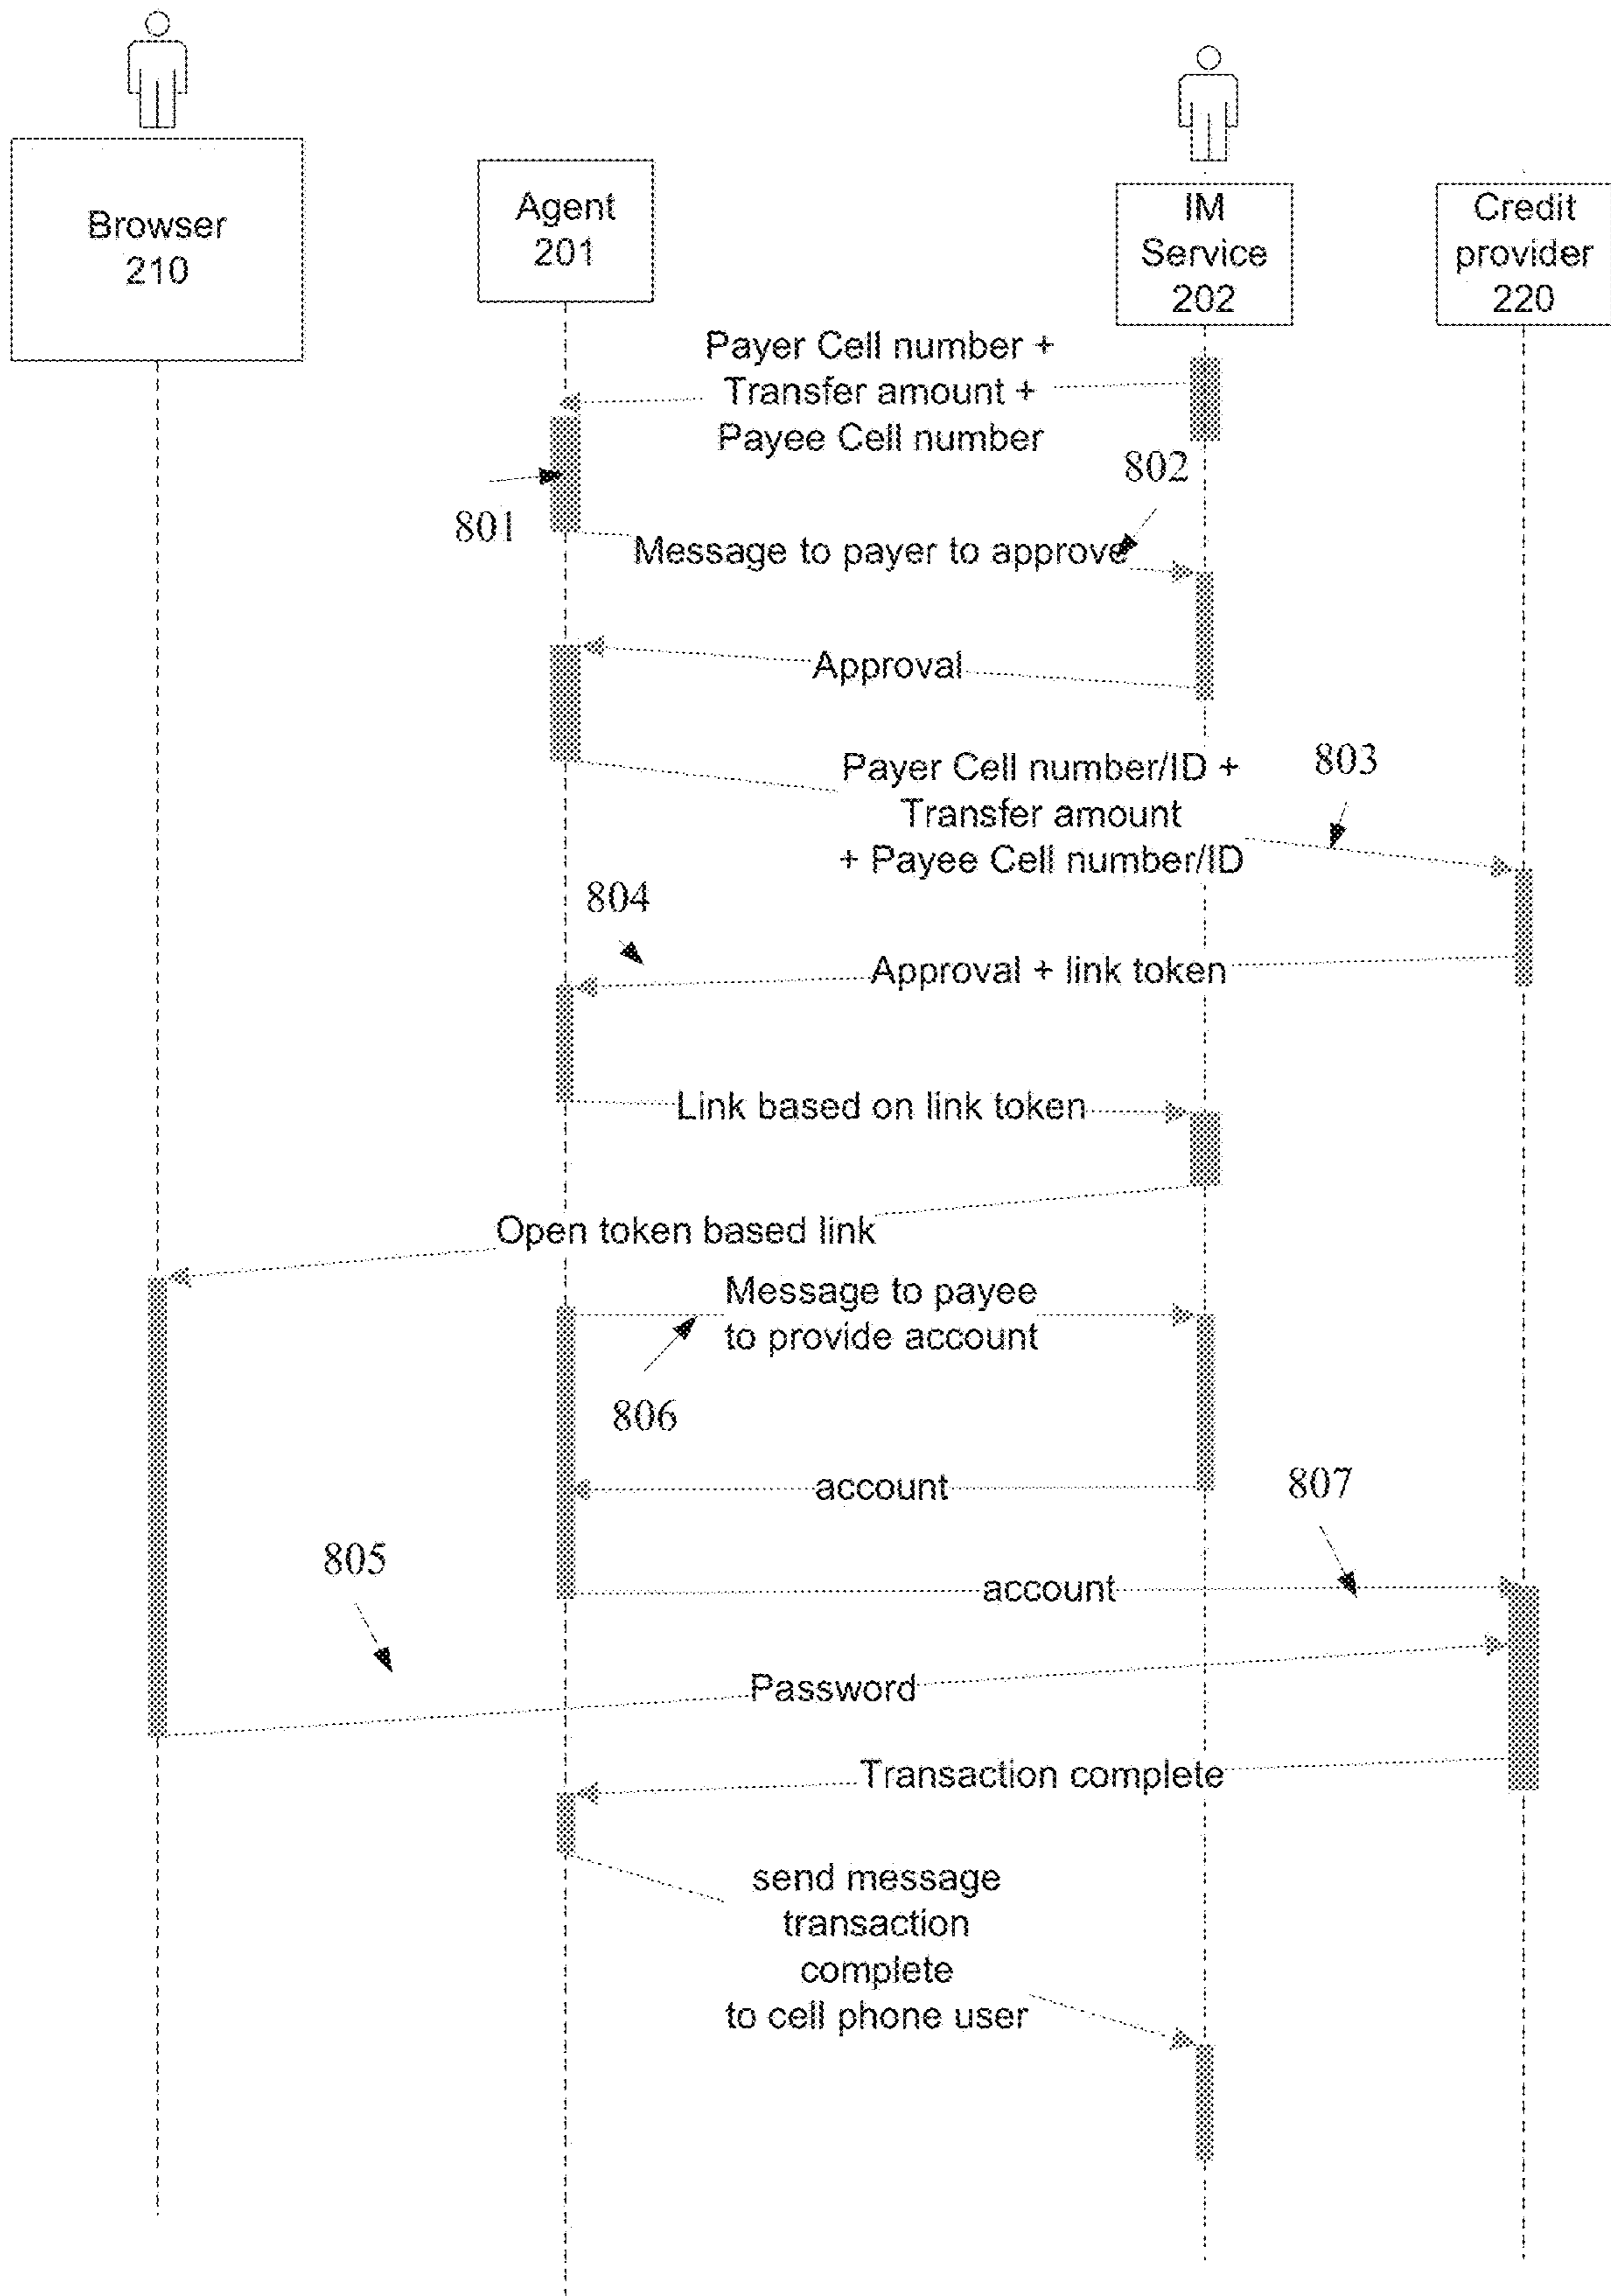 Browser
210
Agent
201
IM
Service
202
Credit
provider
220
Payer Cell number +
Transfer amount +
Payee Cell number
802
801
Message to payer to approve
Approval
Payer Cell number/ID +
Transfer amount
+ Payee Cell number/ID
803
804
Approval + link token
Link based on link token
Open token based link
Message to payee
to provide account
806
account
807
805
account
Password
Transaction complete
send message
transaction
complete
to cell phone user